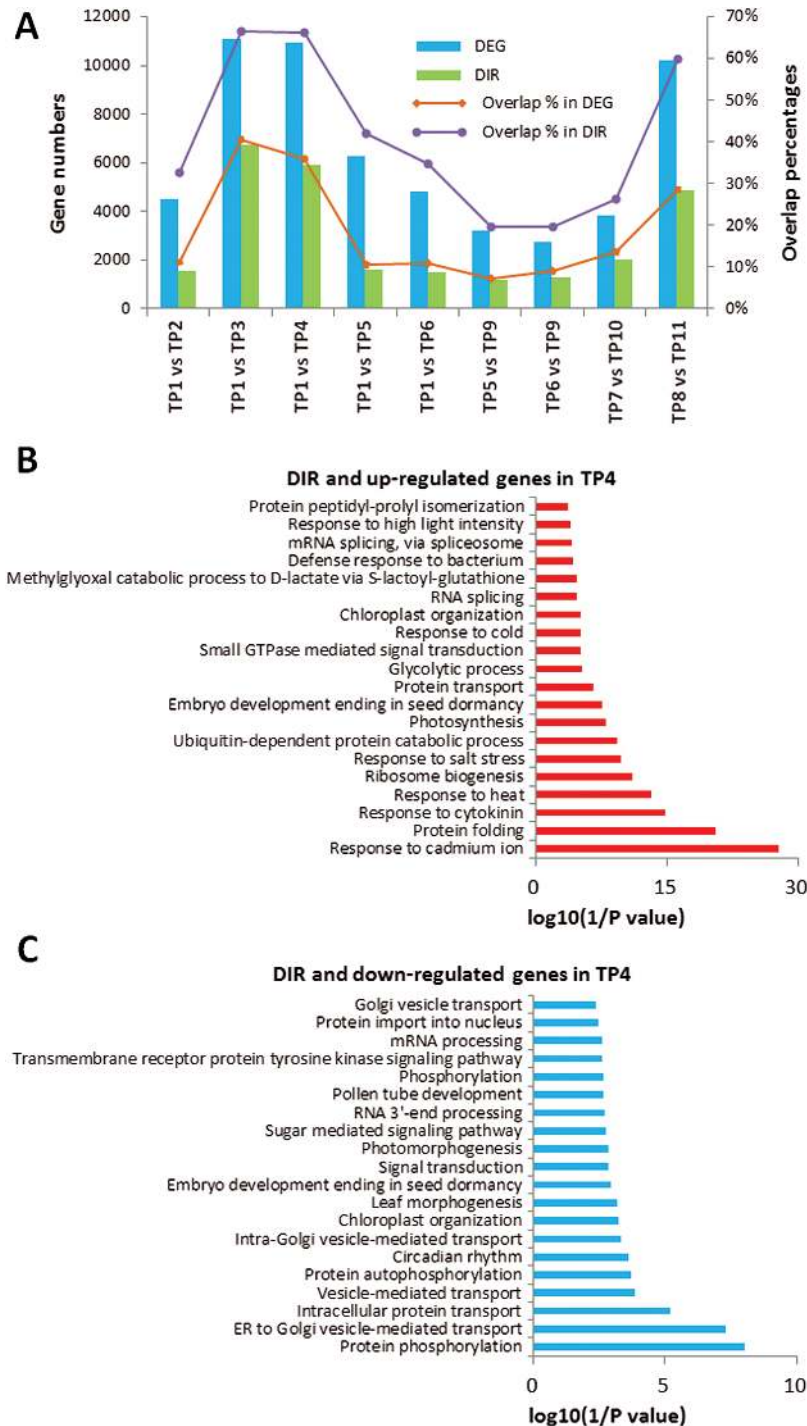 A
12000
10000
8000
6000
4000
2000
0
Gene numbers
DEG
DIR
Overlap % in DEG
Overlap % in DIR
70%
60%
50%
40%
30%
20%
10%
0%
Overlap percentages
TP1 vs TP2
TP1 vs TP3
TP1 vs TP4
TP1 vs TP5
TP1 vs TP6
TP5 vs TP9
TP6 vs TP9
TP7 vs TP10
TP8 vs TP11
B
DIR and up-regulated genes in TP4
Protein peptidyl-prolyl isomerization
Response to high light intensity
mRNA splicing, via spliceosome
Defense response to bacterium
Methylglyoxal catabolic process to D-lactate via S-lactoyl-glutathione
RNA splicing
Chloroplast organization
Response to cold
Small GTPase mediated signal transduction
Glycolytic process
Protein transport
Embryo development ending in seed dormancy
Photosynthesis
Ubiquitin-dependent protein catabolic process
Response to salt stress
Ribosome biogenesis
Response to heat
Response to cytokinin
Protein folding
Response to cadmium ion
0 15 30
log10(1/P value)
C
DIR and down-regulated genes in TP4
Golgi vesicle transport
Protein import into nucleus
mRNA processing
Transmembrane receptor protein tyrosine kinase signaling pathway
Phosphorylation
Pollen tube development
RNA 3'-end processing
Sugar mediated signaling pathway
Photomorphogenesis
Signal transduction
Embryo development ending in seed dormancy
Leaf morphogenesis
Chloroplast organization
Intra-Golgi vesicle-mediated transport
Circadian rhythm
Protein autophosphorylation
Vesicle-mediated transport
Intracellular protein transport
ER to Golgi vesicle-mediated transport
Protein phosphorylation
0 5 10
log10(1/P value)